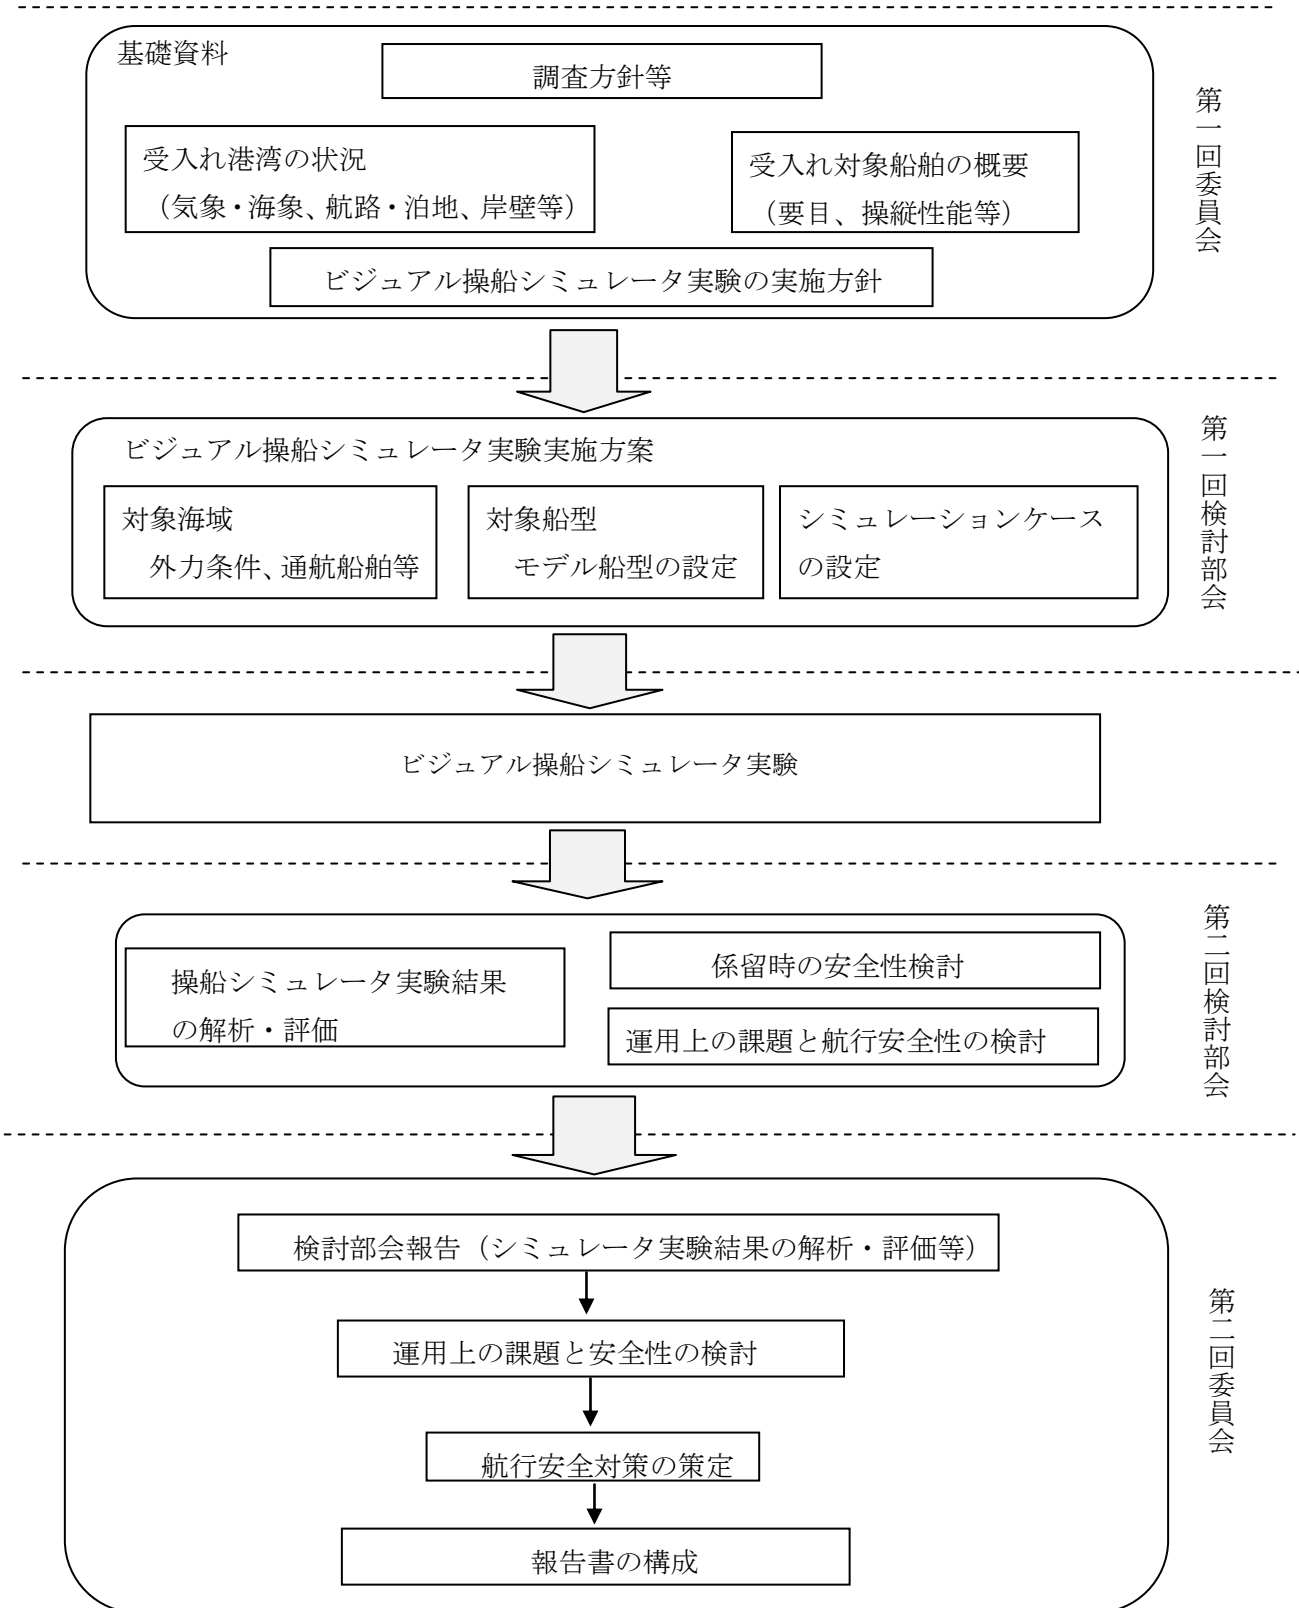 基礎資料
調査方針等
受入れ港湾の状況
（気象・海象、航路・泊地、岸壁等）
受入れ対象船舶の概要
（要目、操縦性能等）
ビジュアル操船シミュレータ実験の実施方針
第一回委員会
ビジュアル操船シミュレータ実験実施方案
対象海域
外力条件、通航船舶等
対象船型
モデル船型の設定
シミュレーションケース
の設定
第一回検討部会
ビジュアル操船シミュレータ実験
操船シミュレータ実験結果
の解析・評価
係留時の安全性検討
運用上の課題と航行安全性の検討
第二回検討部会
検討部会報告（シミュレータ実験結果の解析・評価等）
運用上の課題と安全性の検討
航行安全対策の策定
報告書の構成
第二回委員会